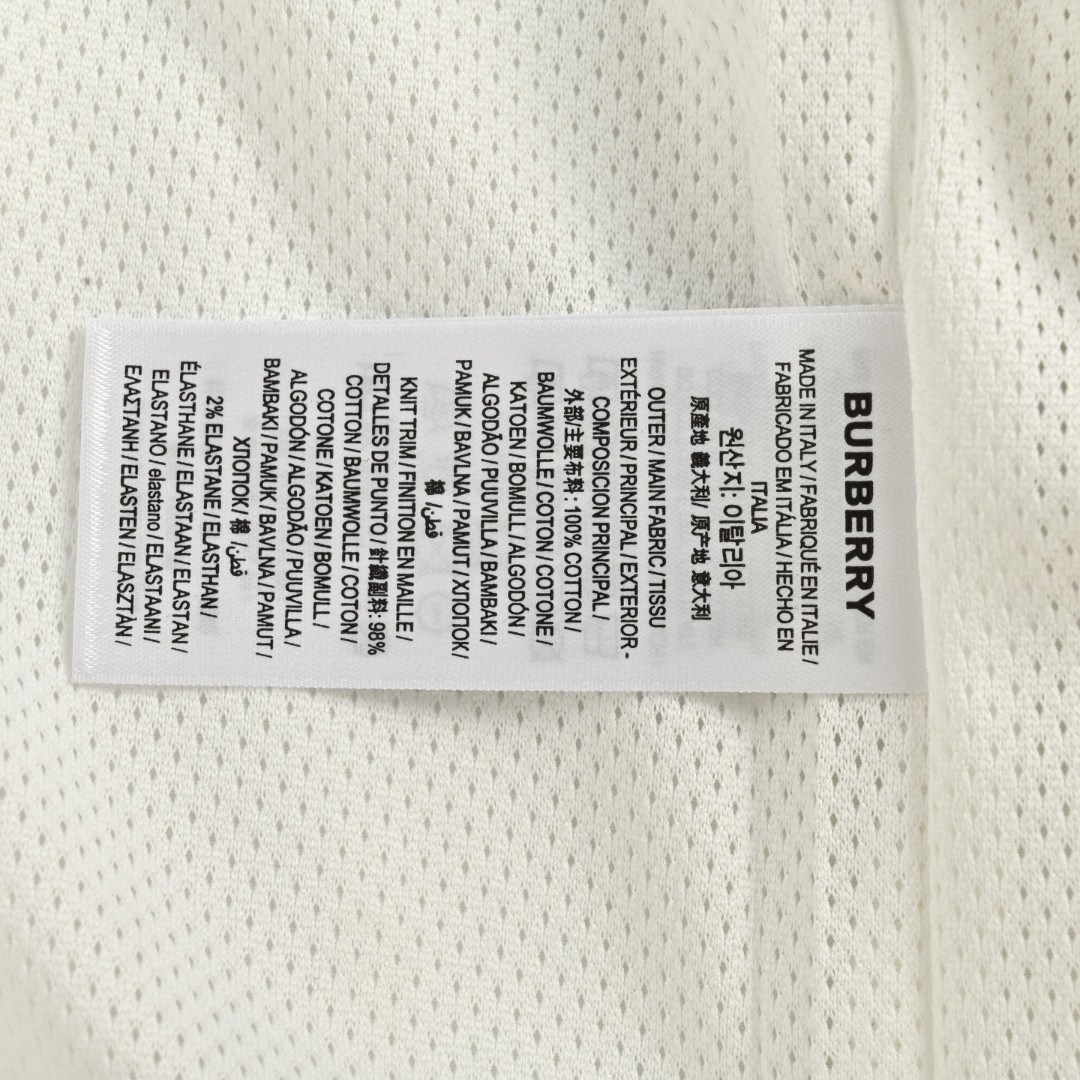 BURBERRY
MADE IN ITALY / FABRIQUÉ EN ITALIE /
FABRICADO EM ITÁLIA / HECHO EN
ITALIA
원산지: 이탈리아
原產地 義大利/ 原产地 意大利
OUTER / MAIN FABRIC / TISSU
EXTÉRIEUR / PRINCIPAL / EXTERIOR -
COMPOSICION PRINCIPAL /
外部/主要布料: 100% COTTON /
BAUMWOLLE / COTON / COTONE /
KATOEN / BOMULL / ALGODÓN /
ALGODÃO / PUUVILLA / BAMBAKI /
PAMUK / BAVLNA / PAMUT / ХΠΟΠΟΚ /
棉 /قطن
KNIT TRIM / FINITION EN MAILLE /
DETALLES DE PUNTO / 針織副料: 98%
COTTON / BAUMWOLLE / COTON /
COTONE / KATOEN / BOMULL /
ALGODÓN / ALGODÃO / PUUVILLA /
BAMBAKI / PAMUK / BAVLNA / PAMUT /
ХΠΟΠΟΚ / 棉 /قطن
2% ELASTANE / ELASTHAN /
ÉLASTHANE / ELASTAAN / ELASTAN /
ELASTANO / elastano / ELASTAANI /
ΕΛΑΣΤΑΝΗ / ELASTEN / ELASZTÀN /